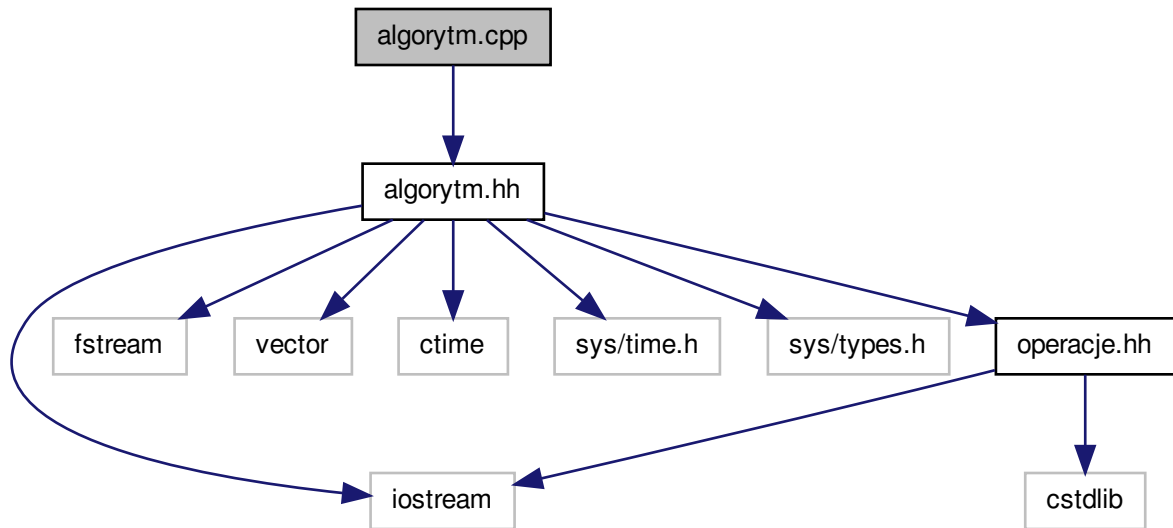 algorytm.cpp
algorytm.hh
fstream
vector
ctime
sys/time.h
sys/types.h
operacje.hh
iostream
cstdlib